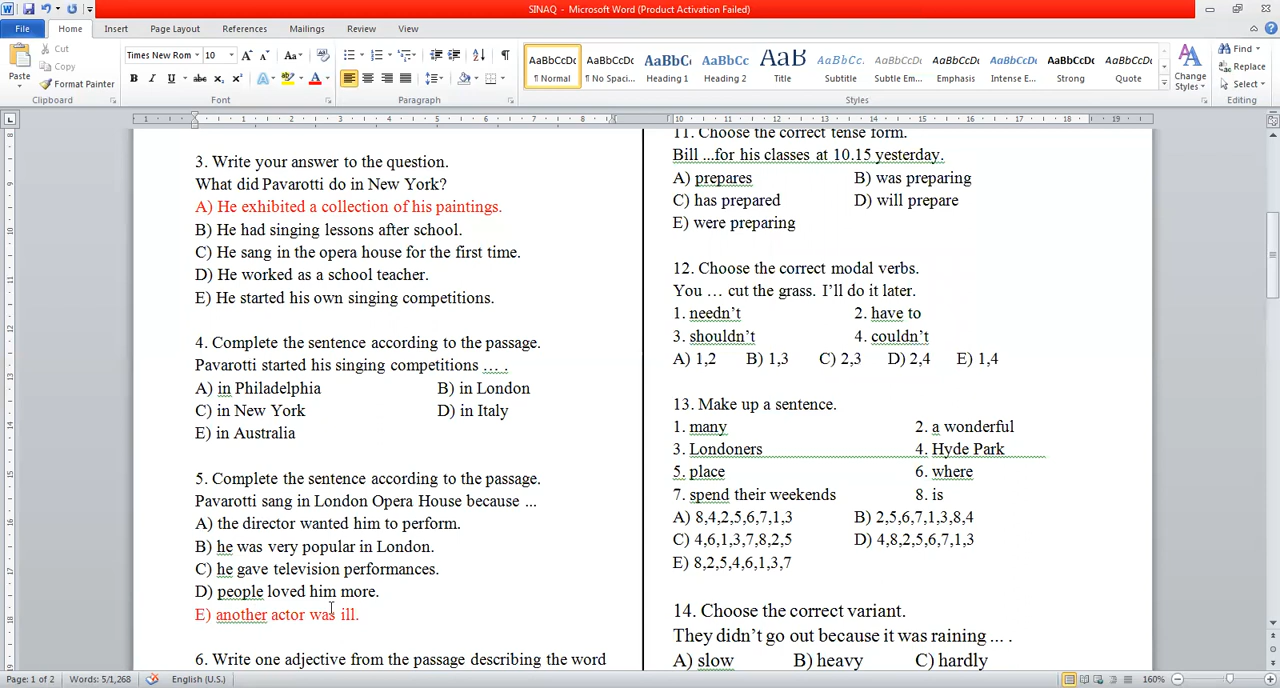 SINAQ - Microsoft Word (Product Activation Failed)
File Home Insert Page Layout References Mailings Review View
Paste
Cut
Copy
Format Painter
Clipboard
Times New Rom 10
Font
Paragraph
AaBbCcDc ¶ Normal
AaBbCcDc ¶ No Spaci...
AaBbCc Heading 1
AaBbCc Heading 2
AaB Title
AaBbCc. Subtitle
AaBbCcDc Subtle Em...
AaBbCcDc Emphasis
AaBbCcDc Intense E...
AaBbCcDc Strong
AaBbCcDc Quote
Change Styles
Styles
Find
Replace
Select
Editing
3. Write your answer to the question.
What did Pavarotti do in New York?
A) He exhibited a collection of his paintings.
B) He had singing lessons after school.
C) He sang in the opera house for the first time.
D) He worked as a school teacher.
E) He started his own singing competitions.
4. Complete the sentence according to the passage.
Pavarotti started his singing competitions … .
A) in Philadelphia B) in London
C) in New York D) in Italy
E) in Australia
5. Complete the sentence according to the passage.
Pavarotti sang in London Opera House because ...
A) the director wanted him to perform.
B) he was very popular in London.
C) he gave television performances.
D) people loved him more.
E) another actor was ill.
6. Write one adjective from the passage describing the word
11. Choose the correct tense form.
Bill ...for his classes at 10.15 yesterday.
A) prepares B) was preparing
C) has prepared D) will prepare
E) were preparing
12. Choose the correct modal verbs.
You … cut the grass. I’ll do it later.
1. needn’t 2. have to
3. shouldn’t 4. couldn’t
A) 1,2 B) 1,3 C) 2,3 D) 2,4 E) 1,4
13. Make up a sentence.
1. many 2. a wonderful
3. Londoners 4. Hyde Park
5. place 6. where
7. spend their weekends 8. is
A) 8,4,2,5,6,7,1,3 B) 2,5,6,7,1,3,8,4
C) 4,6,1,3,7,8,2,5 D) 4,8,2,5,6,7,1,3
E) 8,2,5,4,6,1,3,7
14. Choose the correct variant.
They didn’t go out because it was raining ... .
A) slow B) heavy C) hardly
Page: 1 of 2 Words: 5/1,268 English (U.S.) 160%